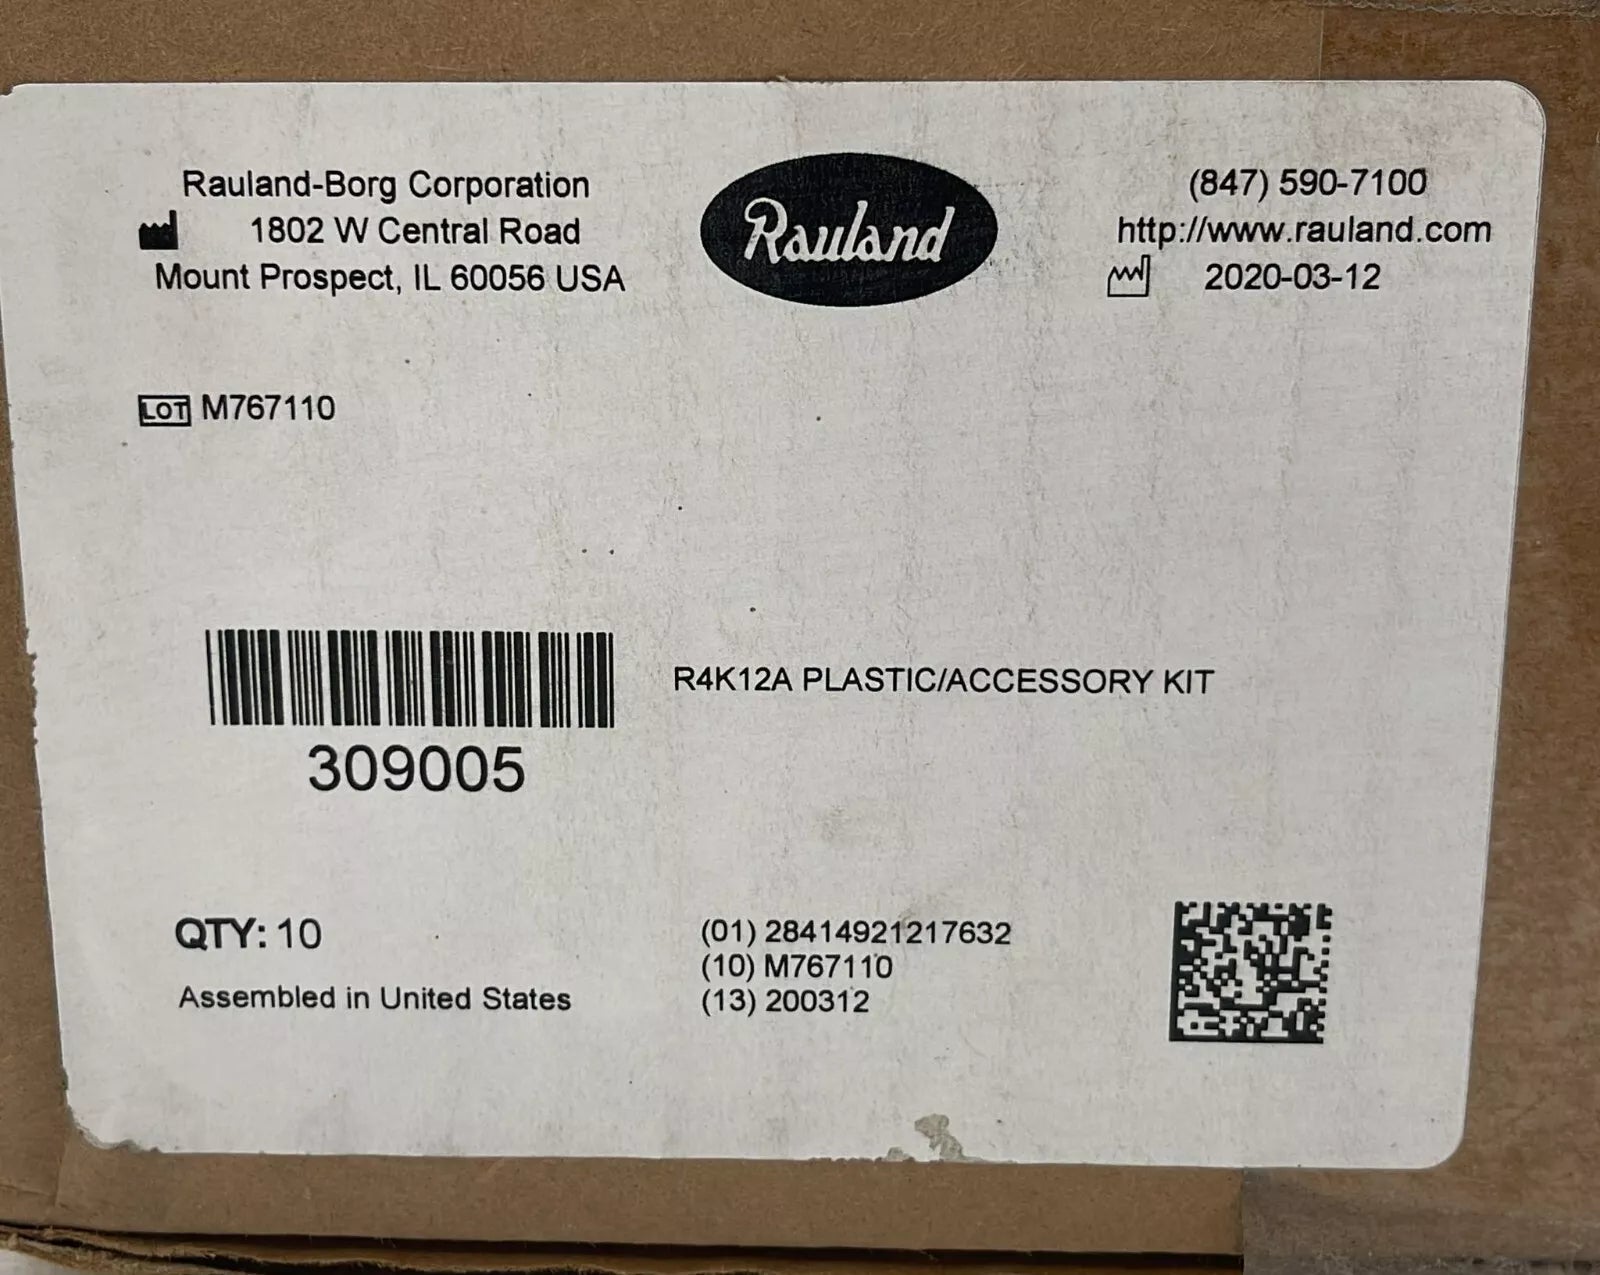 Rauland-Borg Corporation
1802 W Central Road
Mount Prospect, IL 60056 USA
Rauland
(847) 590-7100
http://www.rauland.com
2020-03-12
LOT M767110
R4K12A PLASTIC/ACCESSORY KIT
309005
QTY: 10
Assembled in United States
(01) 28414921217632
(10) M767110
(13) 200312